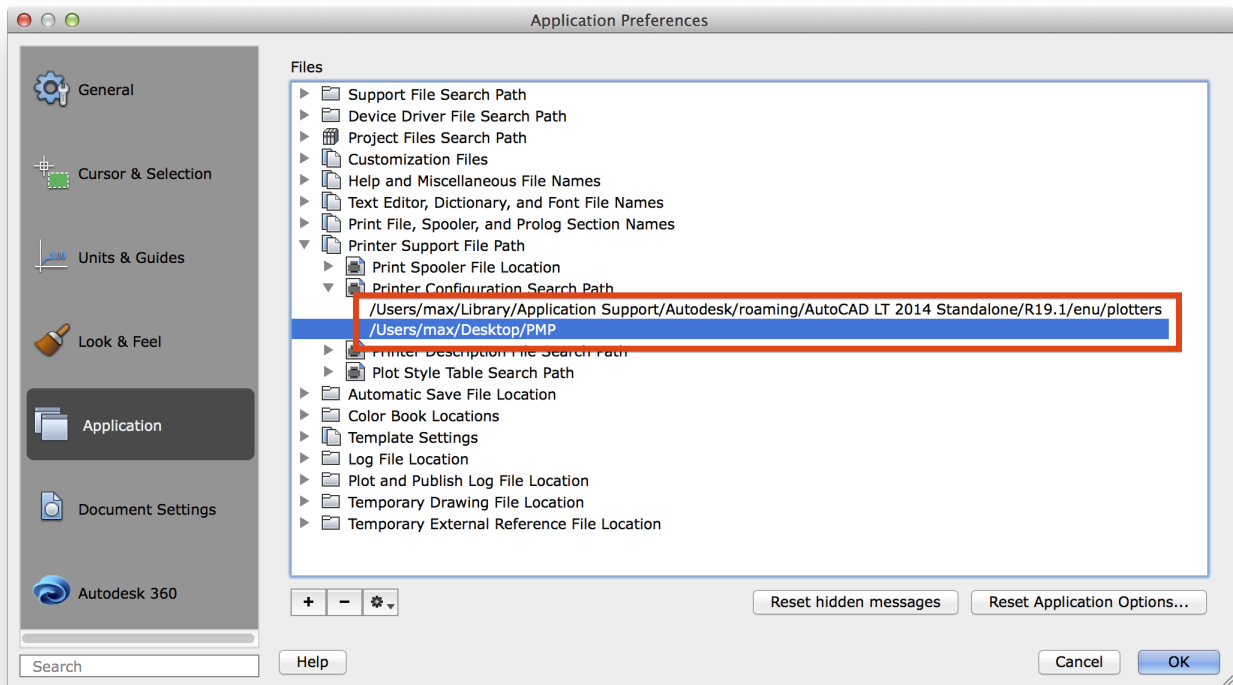 Application Preferences
General
Cursor & Selection
Units & Guides
Look & Feel
Application
Document Settings
Autodesk 360
Search
Files
Support File Search Path
Device Driver File Search Path
Project Files Search Path
Customization Files
Help and Miscellaneous File Names
Text Editor, Dictionary, and Font File Names
Print File, Spooler, and Prolog Section Names
Printer Support File Path
Print Spooler File Location
Printer Configuration Search Path
/Users/max/Library/Application Support/Autodesk/roaming/AutoCAD LT 2014 Standalone/R19.1/enu/plotters
/Users/max/Desktop/PMP
Printer Description File Search Path
Plot Style Table Search Path
Automatic Save File Location
Color Book Locations
Template Settings
Log File Location
Plot and Publish Log File Location
Temporary Drawing File Location
Temporary External Reference File Location
+ −
Reset hidden messages
Reset Application Options...
Help
Cancel
OK